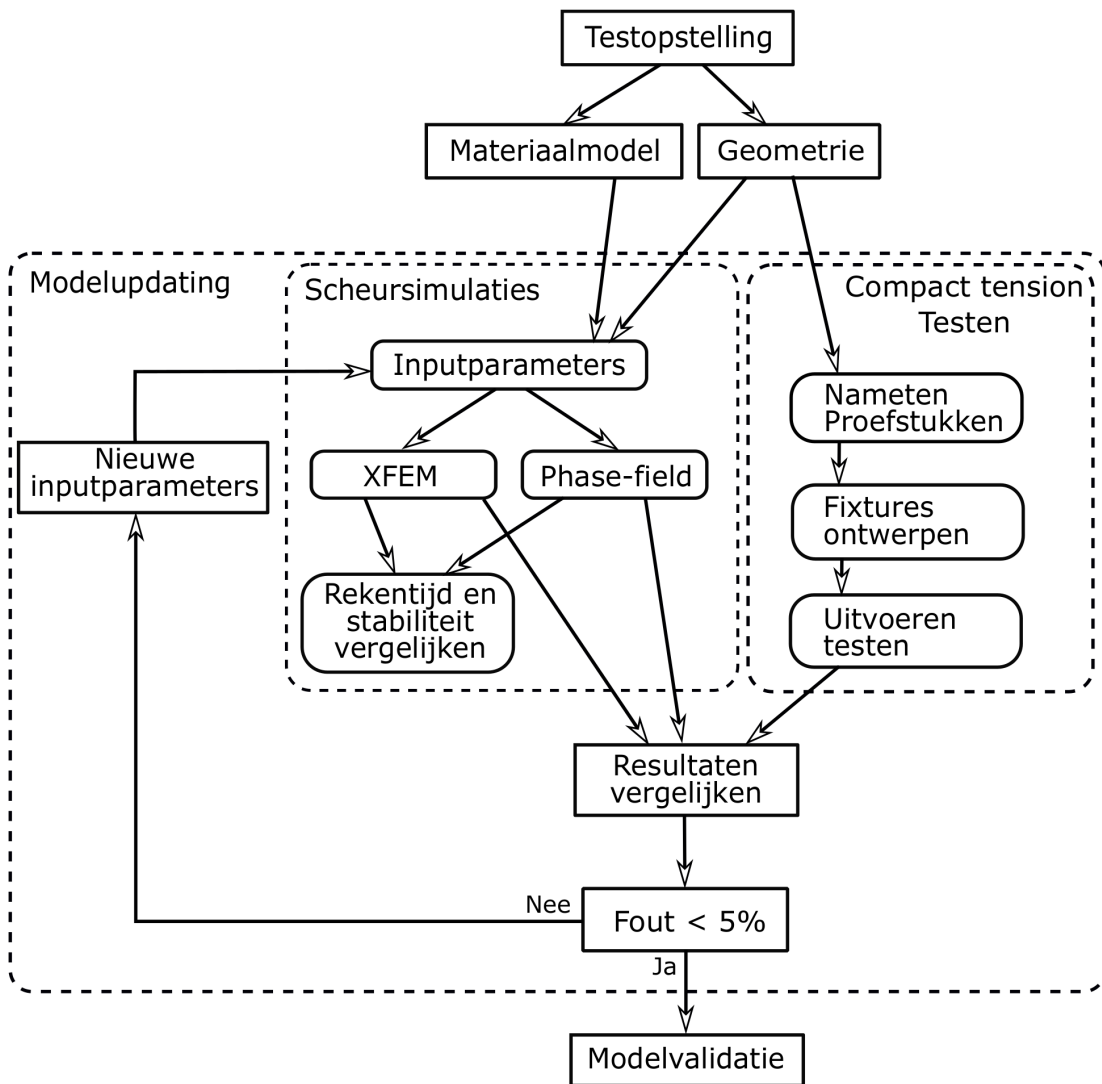 Testopstelling
Materiaalmodel
Geometrie
Modelupdating
Scheursimulaties
Compact tension
Testen
Inputparameters
Nameten
Proefstukken
Nieuwe
inputparameters
XFEM
Phase-field
Fixtures
ontwerpen
Rekentijd en
stabiliteit
vergelijken
Uitvoeren
testen
Resultaten
vergelijken
Nee
Fout < 5%
Ja
Modelvalidatie